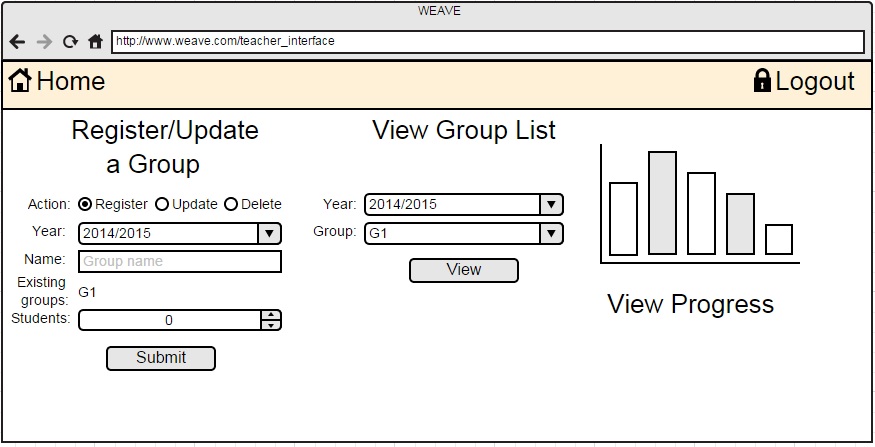 WEAVE
http://www.weave.com/teacher_interface
Home
Logout
Register/Update
a Group
Action: Register Update Delete
Year: 2014/2015
Name: Group name
Existing
groups: G1
Students: 0
Submit
View Group List
Year: 2014/2015
Group: G1
View
View Progress